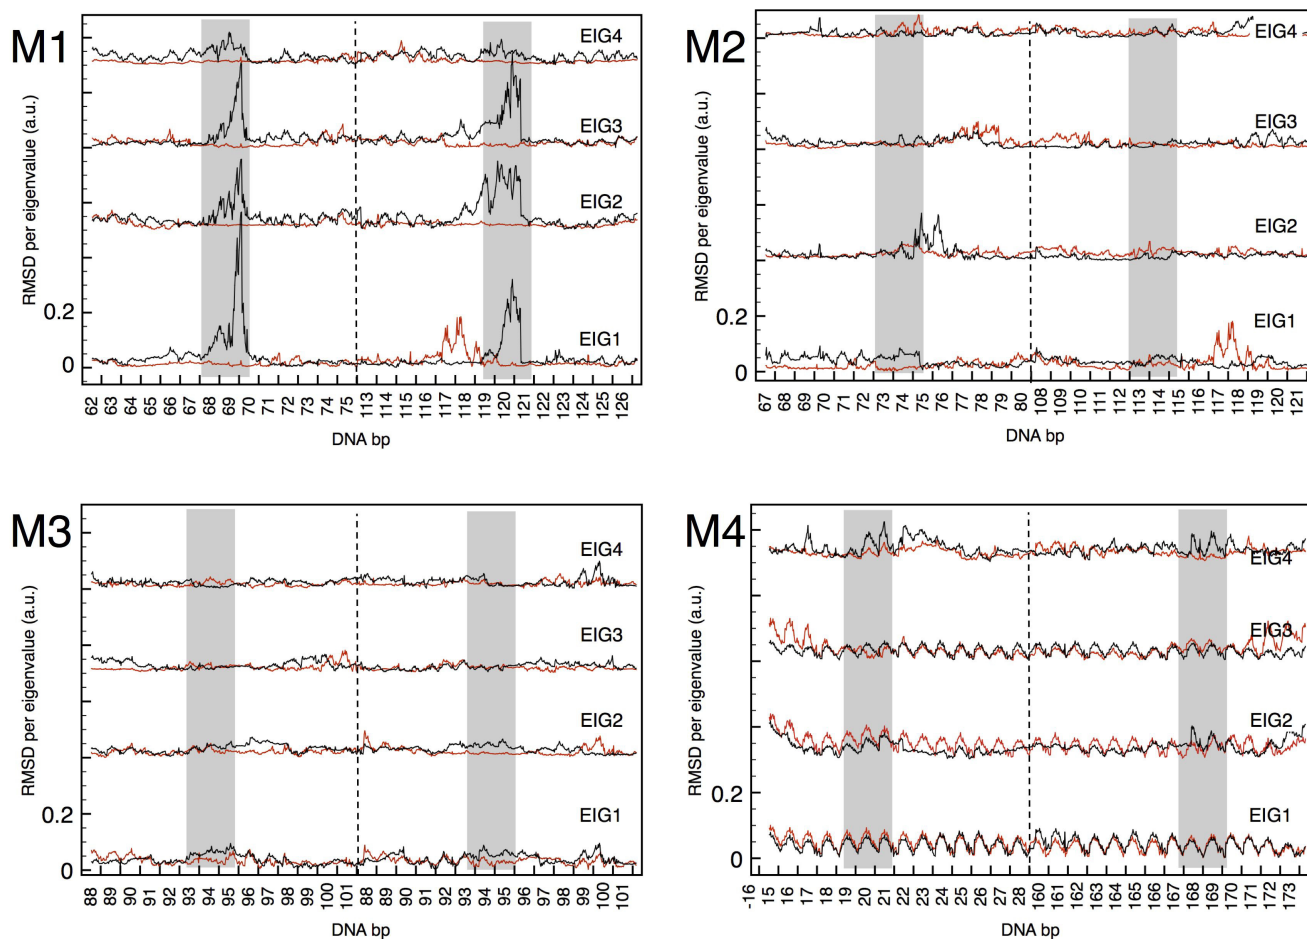 M1
EIG4
EIG3
EIG2
EIG1
RMSD per eigenvalue (a.u.)
0.2
0
62 63 64 65 66 67 68 69 70 71 72 73 74 75 113 114 115 116 117 118 119 120 121 122 123 124 125 126
DNA bp
M2
EIG4
EIG3
EIG2
EIG1
RMSD per eigenvalue (a.u.)
0.2
0
67 68 69 70 71 72 73 74 75 76 77 78 79 80 108 109 110 111 112 113 114 115 116 117 118 119 120 121
DNA bp
M3
EIG4
EIG3
EIG2
EIG1
RMSD per eigenvalue (a.u.)
0.2
0
88 89 90 91 92 93 94 95 96 97 98 99 100 101 88 89 90 91 92 93 94 95 96 97 98 99 100 101
DNA bp
M4
EIG4
EIG3
EIG2
EIG1
RMSD per eigenvalue (a.u.)
0.2
0
-16 15 16 17 18 19 20 21 22 23 24 25 26 27 28 160 161 162 163 164 165 166 167 168 169 170 171 172 173
DNA bp